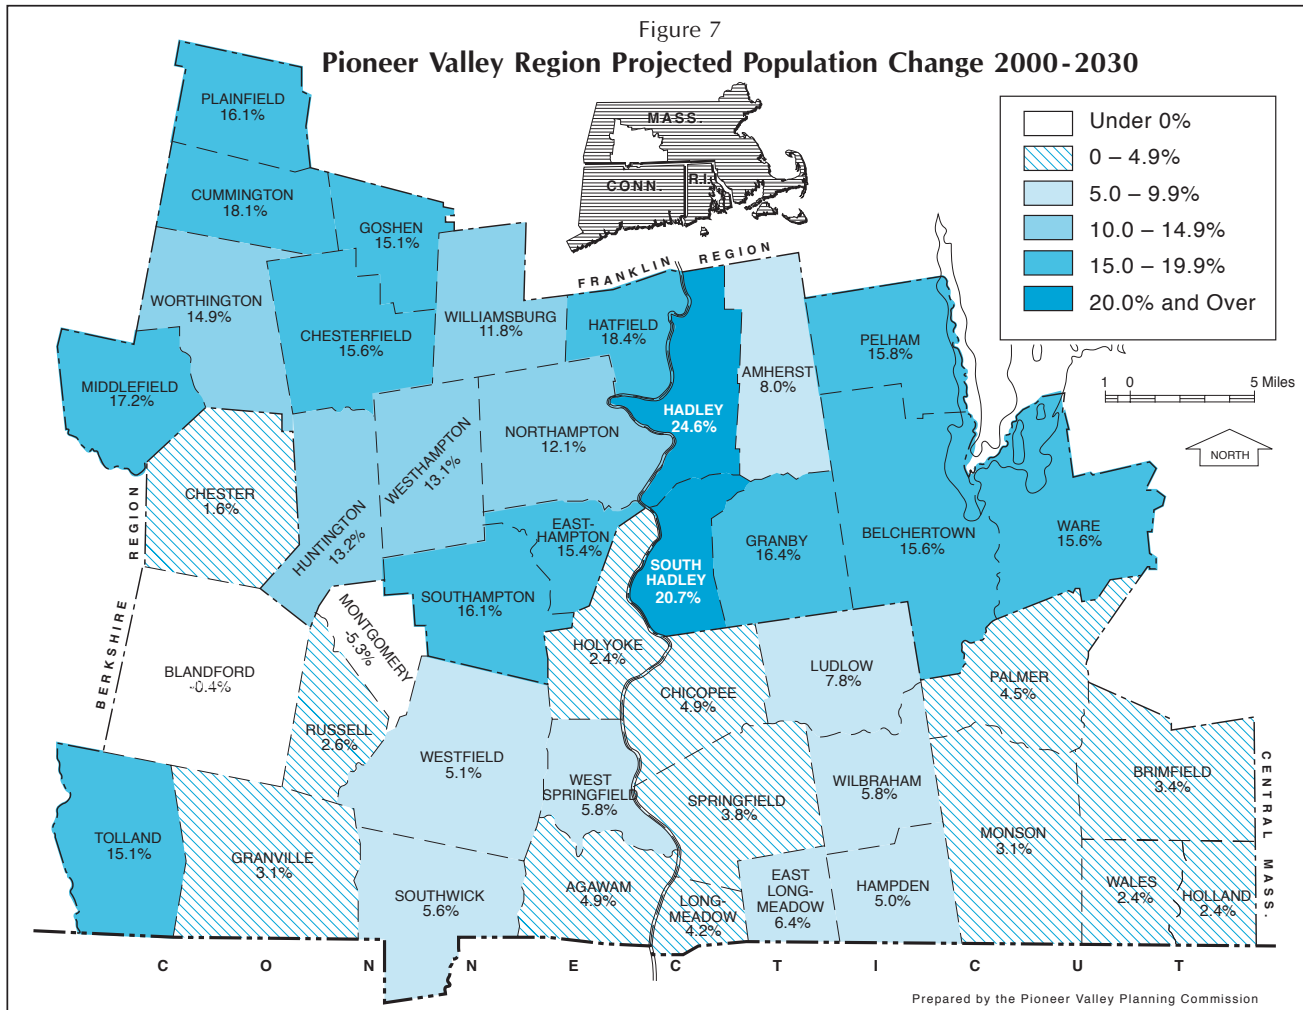 Figure 7
Pioneer Valley Region Projected Population Change 2000-2030
MASS.
CONN.
R.I.
Under 0%
0 – 4.9%
5.0 – 9.9%
10.0 – 14.9%
15.0 – 19.9%
20.0% and Over
1 0 5 Miles
NORTH
FRANKLIN REGION
BERKSHIRE REGION
CENTRAL MASS.
PLAINFIELD
16.1%
CUMMINGTON
18.1%
GOSHEN
15.1%
WORTHINGTON
14.9%
CHESTERFIELD
15.6%
WILLIAMSBURG
11.8%
HATFIELD
18.4%
HADLEY
24.6%
AMHERST
8.0%
PELHAM
15.8%
MIDDLEFIELD
17.2%
CHESTER
1.6%
HUNTINGTON
13.2%
WESTHAMPTON
13.1%
NORTHAMPTON
12.1%
EAST-
HAMPTON
15.4%
SOUTHAMPTON
16.1%
SOUTH
HADLEY
20.7%
GRANBY
16.4%
BELCHERTOWN
15.6%
WARE
15.6%
MONTGOMERY
-5.3%
BLANDFORD
-0.4%
RUSSELL
2.6%
HOLYOKE
2.4%
CHICOPEE
4.9%
LUDLOW
7.8%
PALMER
4.5%
WESTFIELD
5.1%
WEST
SPRINGFIELD
5.8%
SPRINGFIELD
3.8%
WILBRAHAM
5.8%
MONSON
3.1%
BRIMFIELD
3.4%
TOLLAND
15.1%
GRANVILLE
3.1%
SOUTHWICK
5.6%
AGAWAM
4.9%
LONG-
MEADOW
4.2%
EAST
LONG-
MEADOW
6.4%
HAMPDEN
5.0%
WALES
2.4%
HOLLAND
2.4%
CONNECTICUT
Prepared by the Pioneer Valley Planning Commission